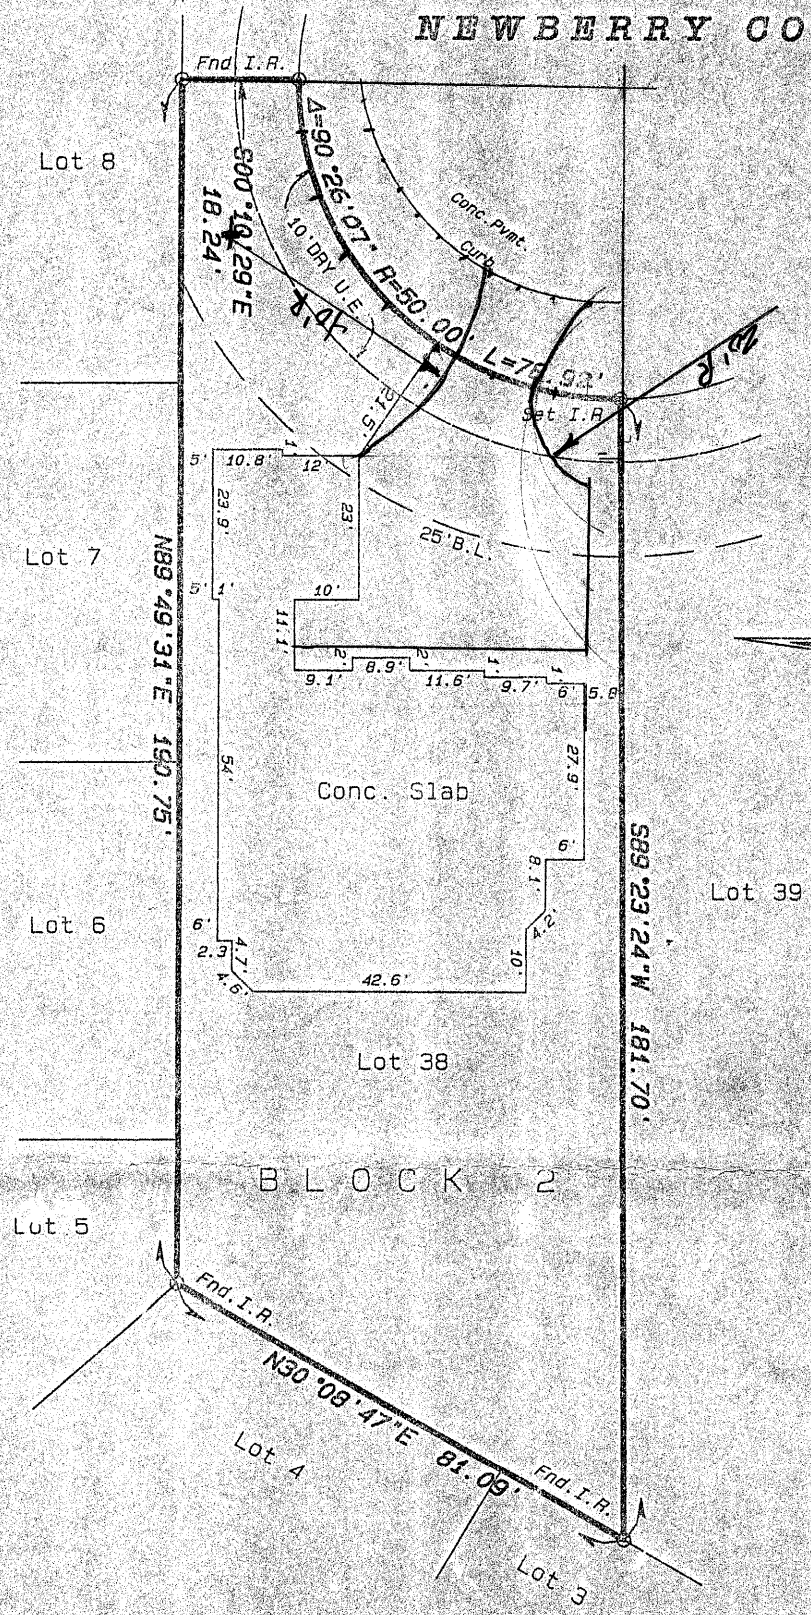 NEWBERRY CO
Fnd I.R.
Lot 8
Δ=90°26'07" R=50.00' L=78.92'
Conc. Pvmt.
Curb
S00°10'29"E
18.24'
10' DRY U.E.
21.5'
Set I.R.
5'
10.8'
1'
12'
23.9'
23'
25' B.L.
Lot 7
N89°49'31"E 190.75'
5'
1'
10'
11.1'
9.1'
2'
8.9'
2'
11.6'
1'
9.7'
1'
6'
5.8
54'
Conc. Slab
27.9'
6'
8.1'
4.2'
10'
S89°23'24"W 181.70'
Lot 39
Lot 6
6'
2.3
4.7'
4.6'
42.6'
Lot 38
BLOCK 2
Lot 5
Fnd. I.R.
N30°08'47"E 81.09'
Lot 4
Fnd. I.R.
Lot 3